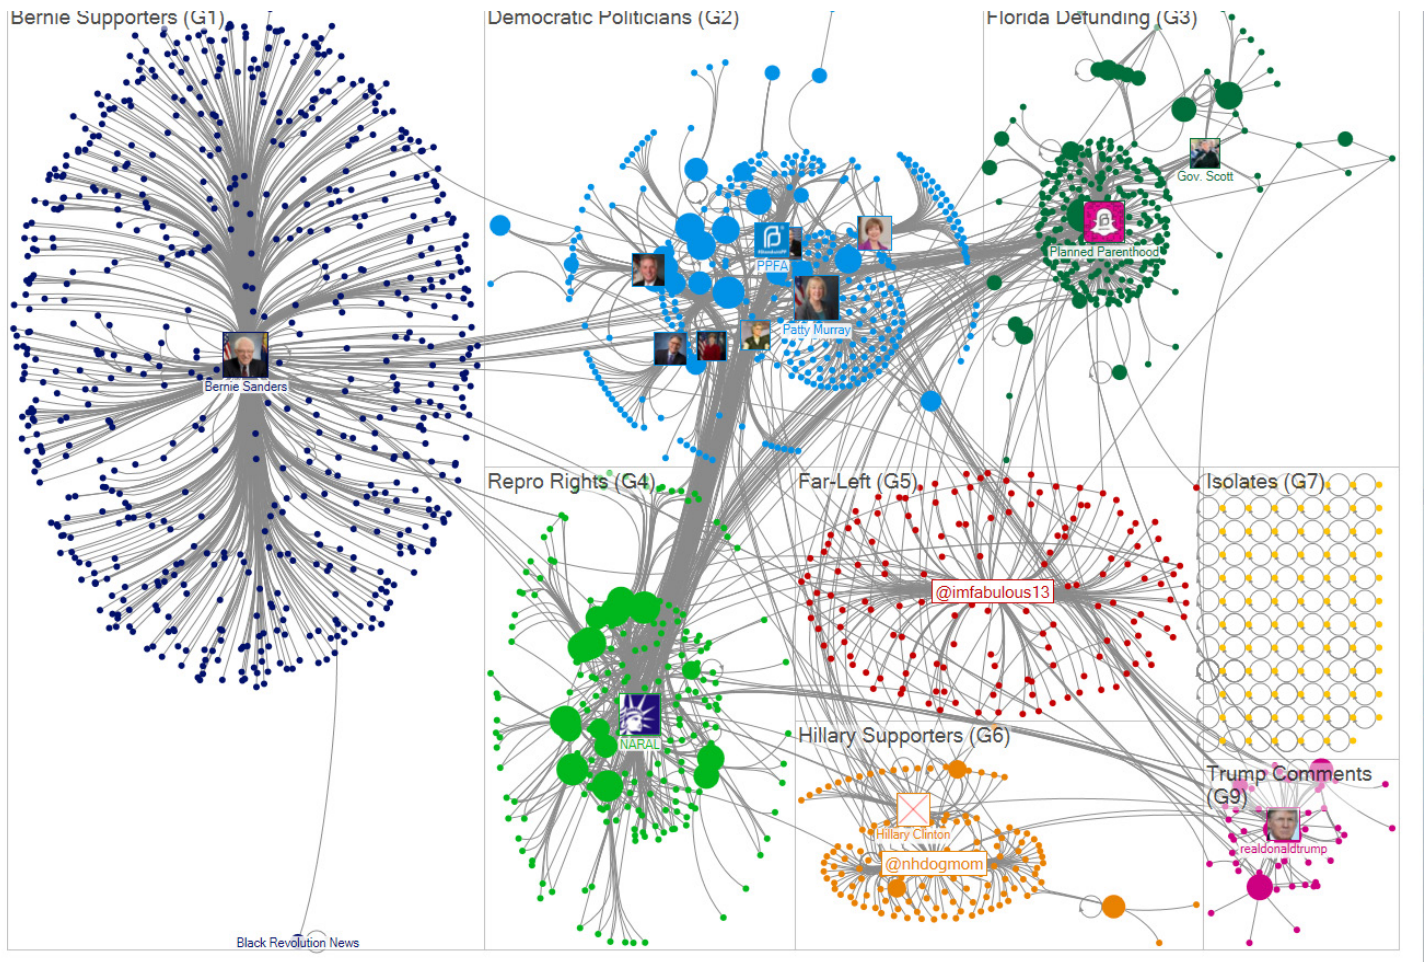 Bernie Supporters (G1)
Democratic Politicians (G2)
Florida Defunding (G3)
Gov. Scott
Planned Parenthood
PPFA
Patty Murray
Bernie Sanders
Repro Rights (G4)
Far-Left (G5)
Isolates (G7)
@imfabulous13
NARAL
Hillary Supporters (G6)
Trump Comments
(G9)
Hillary Clinton
realdonaldtrump
@nhdogmom
Black Revolution News